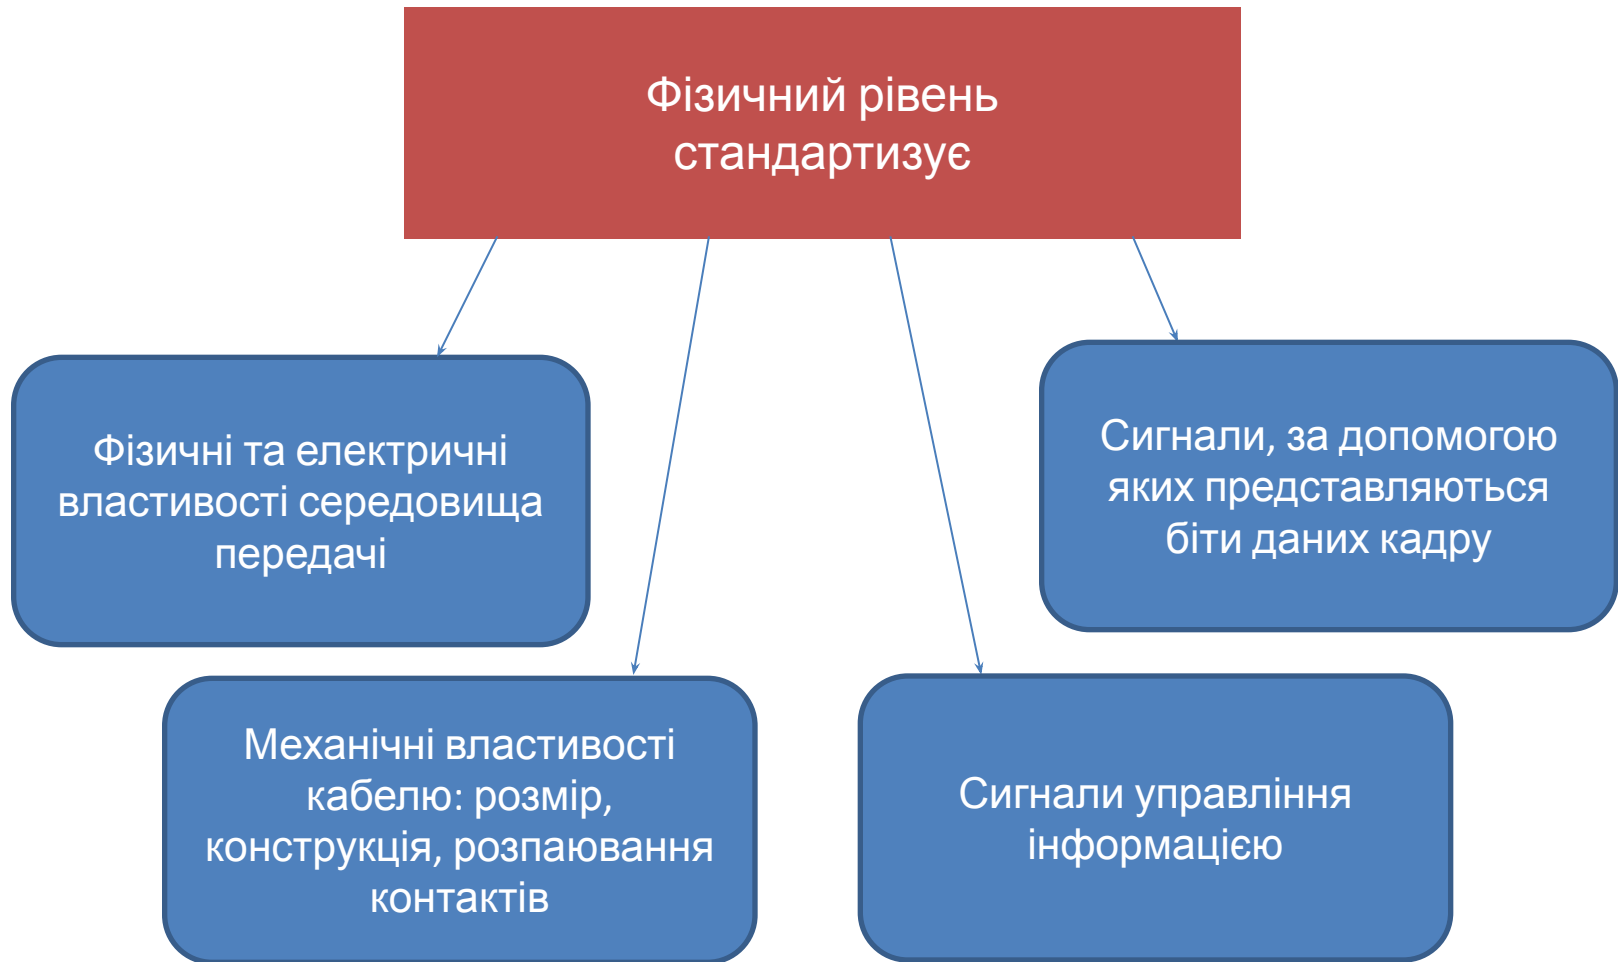 Фізичний рівень
стандартизує
Фізичні та електричні
властивості середовища
передачі
Сигнали, за допомогою
яких представляються
біти даних кадру
Механічні властивості
кабелю: розмір,
конструкція, розпаювання
контактів
Сигнали управління
інформацією